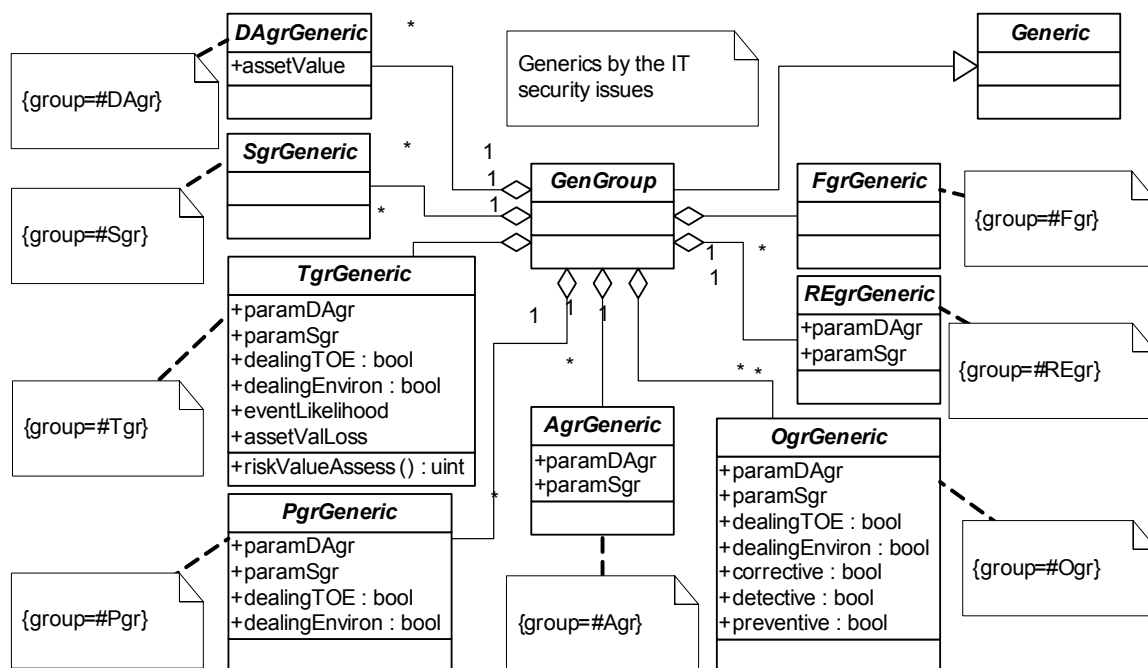 DAgrGeneric
+assetValue
*
{group=#DAgr}
Generics by the IT
security issues
Generic
SgrGeneric
*
*
{group=#Sgr}
1
1
1
GenGroup
FgrGeneric
{group=#Fgr}
*
1
1
TgrGeneric
+paramDAgr
+paramSgr
+dealingTOE : bool
+dealingEnviron : bool
+eventLikelihood
+assetValLoss
+riskValueAssess() : uint
{group=#Tgr}
REgrGeneric
+paramDAgr
+paramSgr
{group=#REgr}
1
1
1
*
*
*
*
AgrGeneric
+paramDAgr
+paramSgr
{group=#Agr}
OgrGeneric
+paramDAgr
+paramSgr
+dealingTOE : bool
+dealingEnviron : bool
+corrective : bool
+detective : bool
+preventive : bool
{group=#Ogr}
PgrGeneric
+paramDAgr
+paramSgr
+dealingTOE : bool
+dealingEnviron : bool
{group=#Pgr}